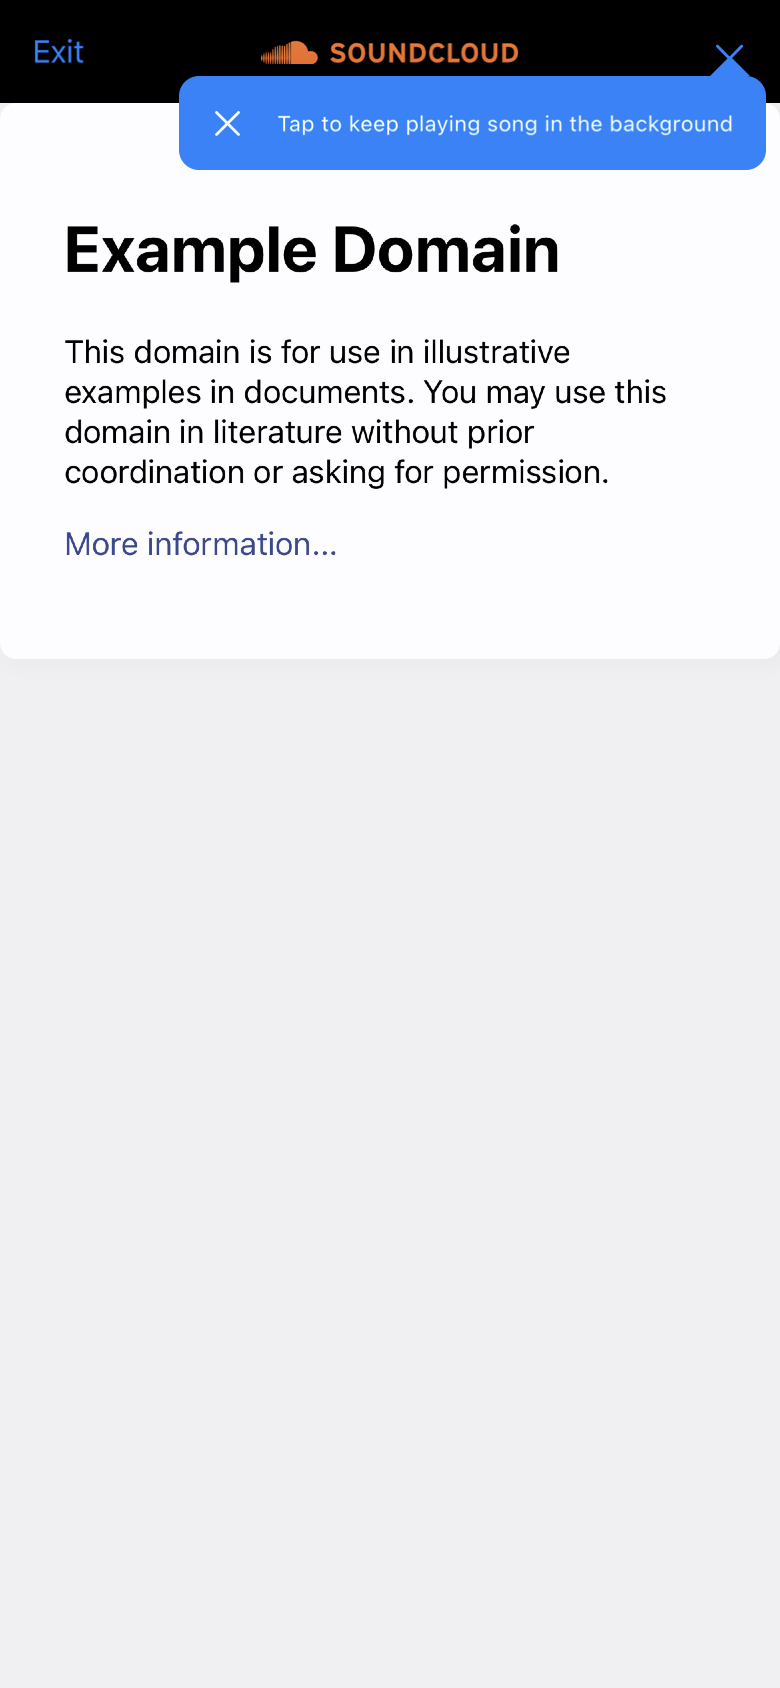 Exit
SOUNDCLOUD
Tap to keep playing song in the background
Example Domain
This domain is for use in illustrative
examples in documents. You may use this
domain in literature without prior
coordination or asking for permission.
More information...